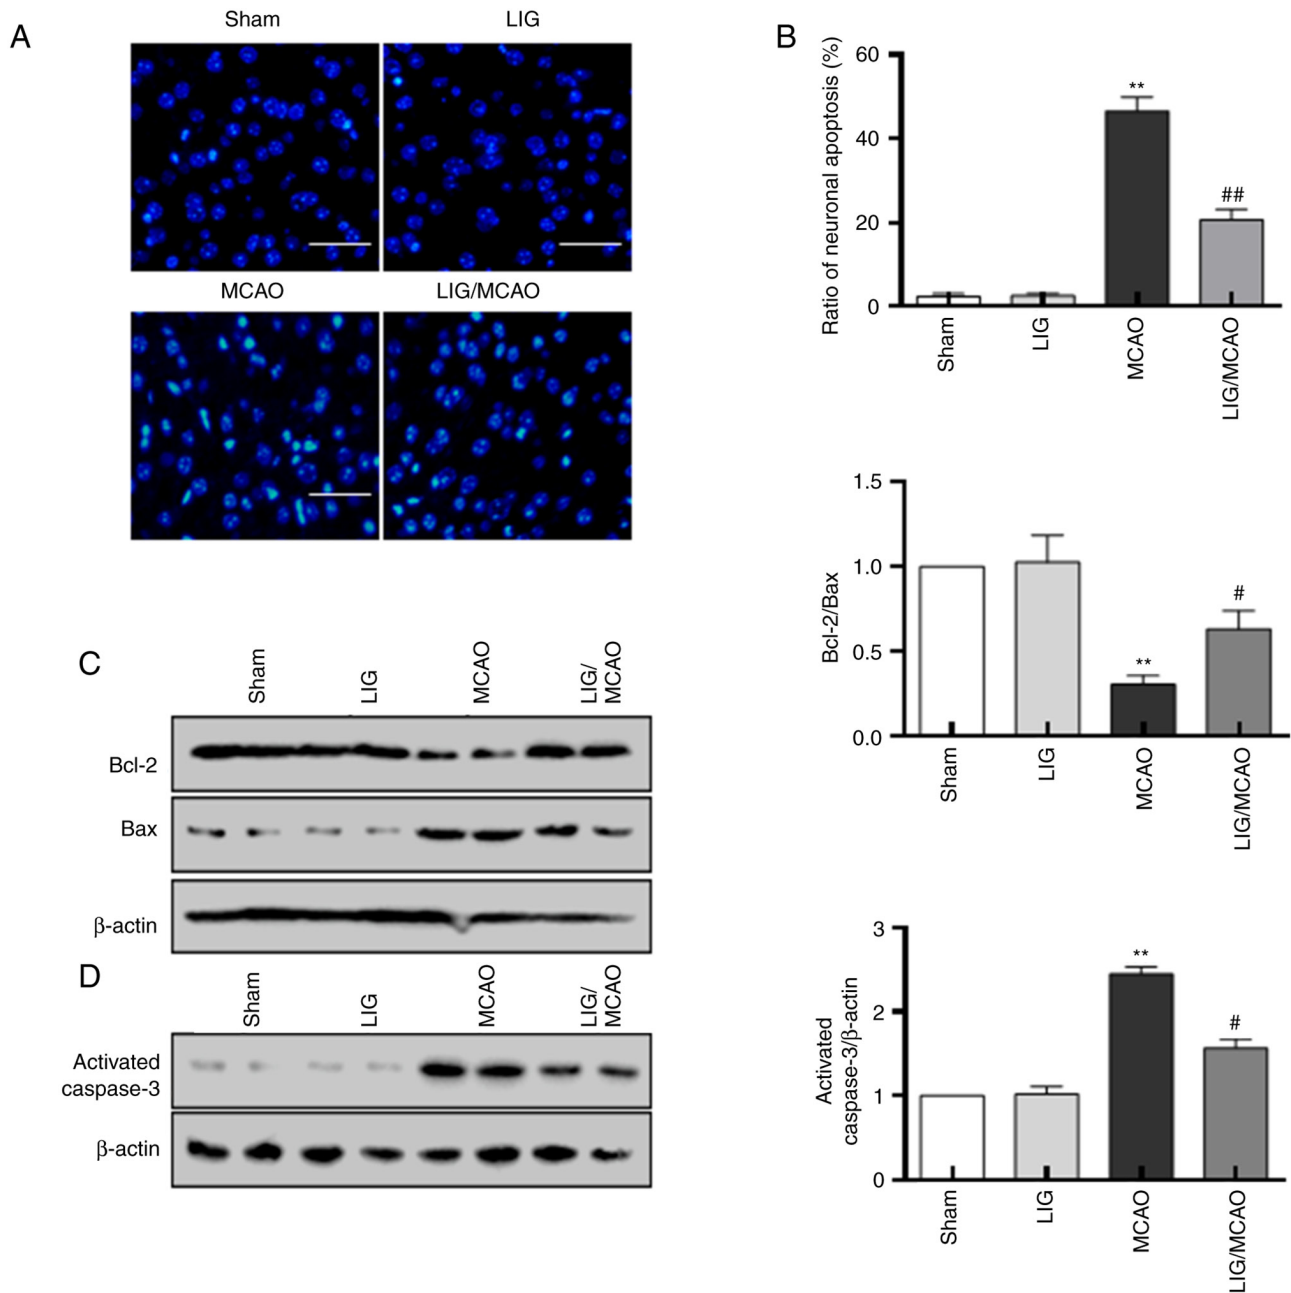 A
Sham
LIG
MCAO
LIG/MCAO
B
Ratio of neuronal apoptosis (%)
60
40
20
0
**
##
Sham
LIG
MCAO
LIG/MCAO
Bcl-2/Bax
1.5
1.0
0.5
0.0
**
#
Sham
LIG
MCAO
LIG/MCAO
C
Sham
LIG
MCAO
LIG/
MCAO
Bcl-2
Bax
β-actin
D
Sham
LIG
MCAO
LIG/
MCAO
Activated
caspase-3
β-actin
Activated
caspase-3/β-actin
3
2
1
0
**
#
Sham
LIG
MCAO
LIG/MCAO